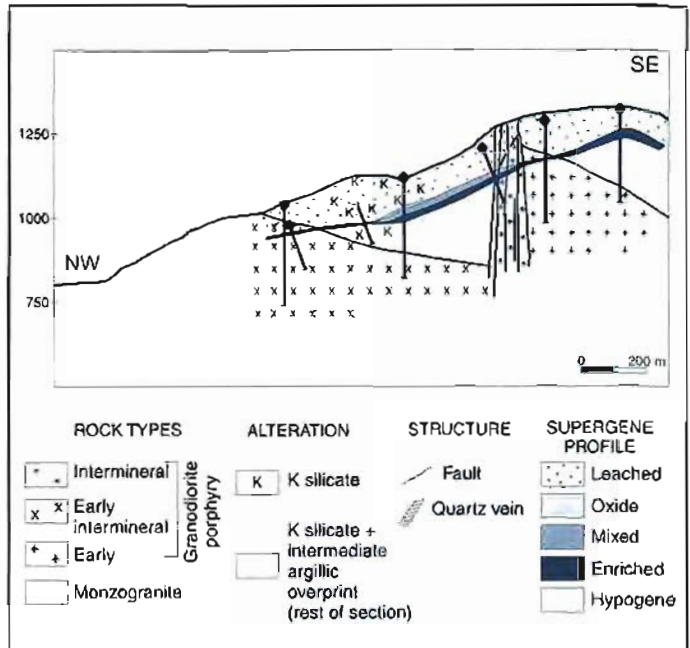 SE
1250
1000
NW
750
0 200 m
ROCK TYPES
Intermineral
x x Early
intermineral
Early
Monzogranite
Granodiorite
porphyry
ALTERATION
K K silicate
K silicate +
intermediate
argillic
overprint
(rest of section)
STRUCTURE
Fault
Quartz vein
SUPERGENE
PROFILE
Leached
Oxide
Mixed
Enriched
Hypogene
K K
K K
K K
K K
K